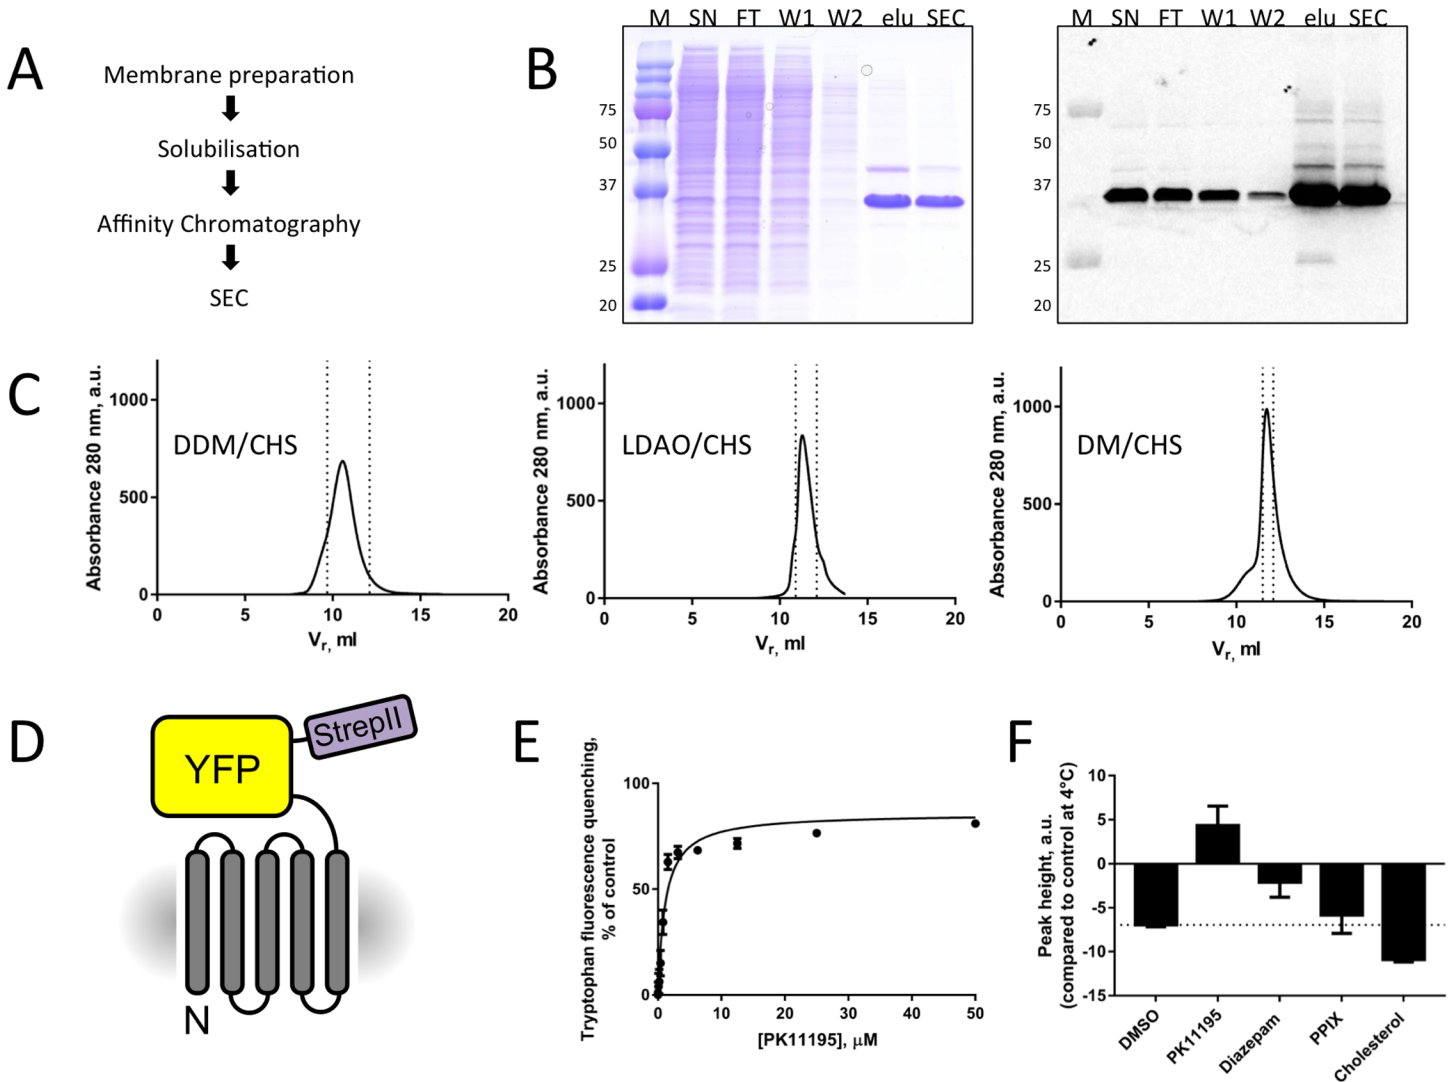 A
Membrane preparation
Solubilisation
Affinity Chromatography
SEC
B
M SN FT W1 W2 elu SEC
75
50
37
25
20
M SN FT W1 W2 elu SEC
75
50
37
25
20
C
Absorbance 280 nm, a.u.
1000
500
0
DDM/CHS
0 5 10 15 20
Vr, ml
Absorbance 280 nm, a.u.
1000
500
0
LDAO/CHS
0 5 10 15 20
Vr, ml
Absorbance 280 nm, a.u.
1000
500
0
DM/CHS
0 5 10 15 20
Vr, ml
D
YFP
StrepII
N
E
Tryptophan fluorescence quenching,
% of control
100
50
0
0 10 20 30 40 50
[PK11195], μM
F
Peak height, a.u.
(compared to control at 4°C)
10
5
0
-5
-10
-15
DMSO
PK11195
Diazepam
PPIX
Cholesterol